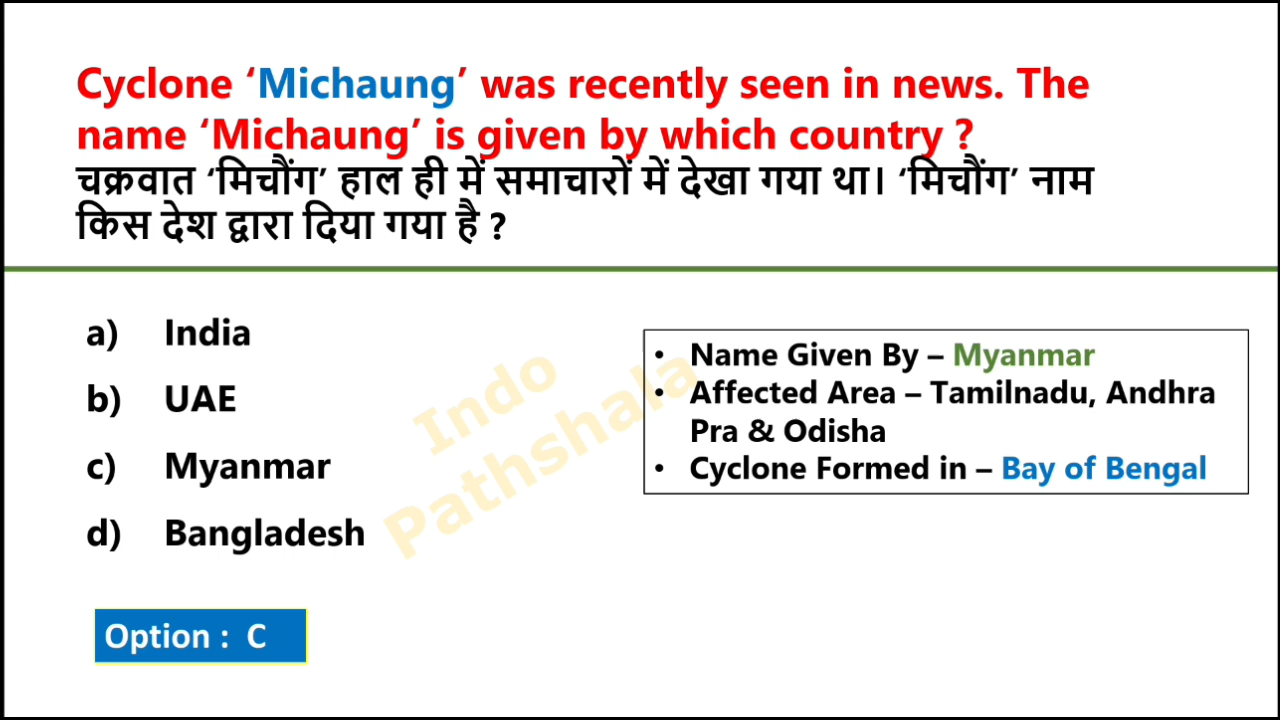 Cyclone ‘Michaung’ was recently seen in news. The
name ‘Michaung’ is given by which country ?
चक्रवात ‘मिचौंग’ हाल ही में समाचारों में देखा गया था। ‘मिचौंग’ नाम
किस देश द्वारा दिया गया है ?
a) India
b) UAE
c) Myanmar
d) Bangladesh
• Name Given By – Myanmar
• Affected Area – Tamilnadu, Andhra
Pra & Odisha
• Cyclone Formed in – Bay of Bengal
Indo
Pathshala
Option : C